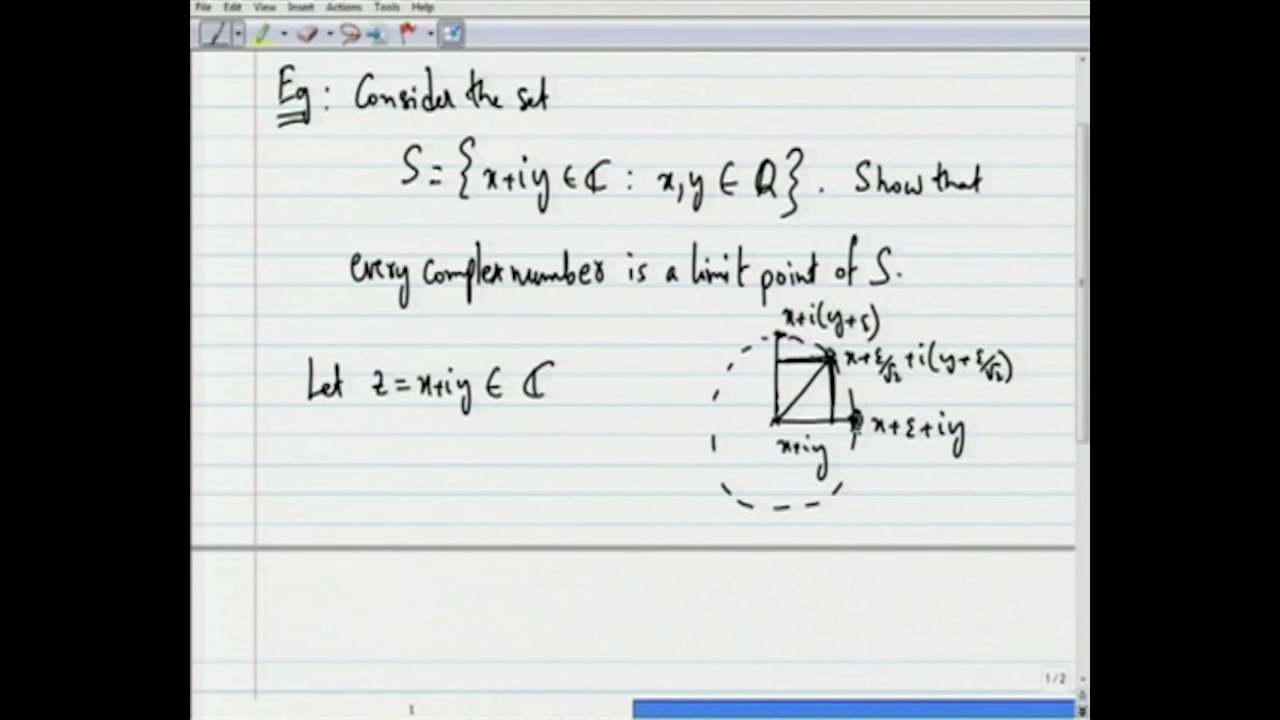 File Edit View Insert Actions Tools Help
Eg: Consider the set
S = {x+iy ∈ ℂ : x,y ∈ ℚ}. Show that
every complex number is a limit point of S.
x+i(y+ε)
x+ε/√2 + i(y+ε/√2)
Let z = x+iy ∈ ℂ
x+ε+iy
x+iy
1/2
1